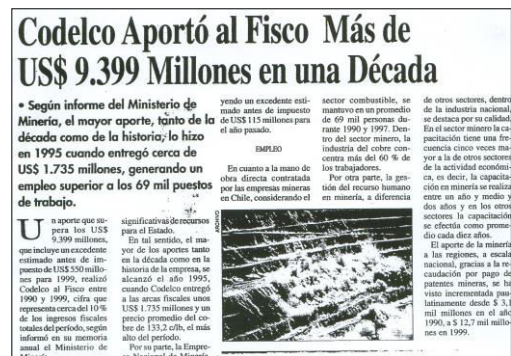 Codelco Aportó al Fisco Más de
US$ 9.399 Millones en una Década
• Según informe del Ministerio de
Minería, el mayor aporte, tanto de la
década como de la historia, lo hizo
en 1995 cuando entregó cerca de
US$ 1.735 millones, generando un
empleo superior a los 69 mil puestos
de trabajo.
Un aporte que su-
pera los US$
9.399 millones,
que incluye un excedente
estimado antes de im-
puesto de US$ 550 millo-
nes para 1999, realizó
Codelco al Fisco entre
1990 y 1999, cifra que
representa cerca del 10 %
de los ingresos fiscales
totales del período, según
informó en su memoria
anual el Ministerio de
Minería
significativas de recursos
para el Estado.
En tal sentido, el ma-
yor de los aportes tanto
en la década como en la
historia de la empresa, se
alcanzó el año 1995,
cuando Codelco entregó
a las arcas fiscales unos
US$ 1.735 millones y un
precio promedio del co-
bre de 133,2 c/lb, el más
alto del período.
Por su parte, la Empre-
sa Nacional de Minería
yendo un excedente esti-
mado antes de impuesto
de US$ 115 millones para
el año pasado.
EMPLEO
En cuanto a la mano de
obra directa contratada
por las empresas mineras
en Chile, considerando el
sector combustible, se
mantuvo en un promedio
de 69 mil personas du-
rante 1990 y 1997. Den-
tro del sector minero, la
industria del cobre con-
centra más del 60 % de
los trabajadores.
Por otra parte, la ges-
tión del recurso humano
en minería, a diferencia
de otros sectores, dentro
de la industria nacional,
se destaca por su calidad.
En el sector minero la ca-
pacitación tiene una fre-
cuencia cinco veces ma-
yor a la de otros sectores
de la actividad económi-
ca, es decir, la capacita-
ción en minería se realiza
entre un año y medio y
dos años y en los otros
sectores la capacitación
se efectúa como prome-
dio cada diez años.
El aporte de la minería
a las regiones, a escala
nacional, gracias a la re-
caudación por pago de
patentes mineras, se ha
visto incrementada pau-
latinamente desde $ 3,1
mil millones en el año
1990, a $ 12,7 mil millo-
nes en 1999.
ARCHIVO